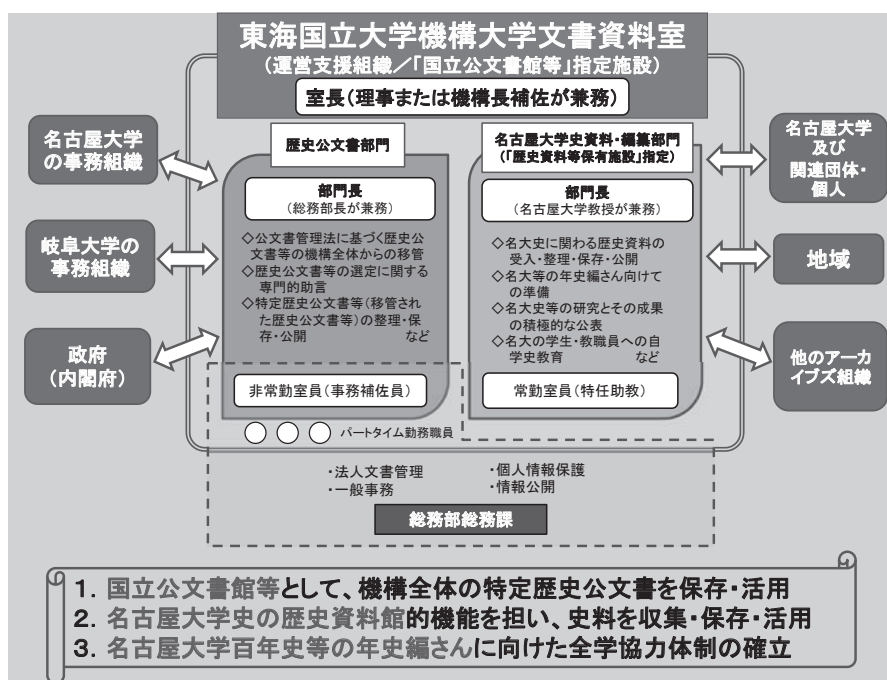 東海国立大学機構大学文書資料室
(運営支援組織/「国立公文書館等」指定施設)
室長(理事または機構長補佐が兼務)
名古屋大学
の事務組織
岐阜大学の
事務組織
政府
(内閣府)
歴史公文書部門
部門長
(総務部長が兼務)
◇公文書管理法に基づく歴史公
文書等の機構全体からの移管
◇歴史公文書等の選定に関する
専門的助言
◇特定歴史公文書等(移管され
た歴史公文書等)の整理・保
存・公開 など
非常勤室員(事務補佐員)
パートタイム勤務職員
名古屋大学史資料・編纂部門
(「歴史資料等保有施設」指定)
部門長
(名古屋大学教授が兼務)
◇名大史に関わる歴史資料の
受入・整理・保存・公開
◇名大等の年史編さん向けて
の準備
◇名大史等の研究とその成果
の積極的な公表
◇名大の学生・教職員への自
学史教育 など
常勤室員(特任助教)
名古屋大学
及び
関連団体・
個人
地域
他のアーカ
イブズ組織
・法人文書管理
・一般事務
・個人情報保護
・情報公開
総務部総務課
1. 国立公文書館等として、機構全体の特定歴史公文書を保存・活用
2. 名古屋大学史の歴史資料館的機能を担い、史料を収集・保存・活用
3. 名古屋大学百年史等の年史編さんに向けた全学協力体制の確立